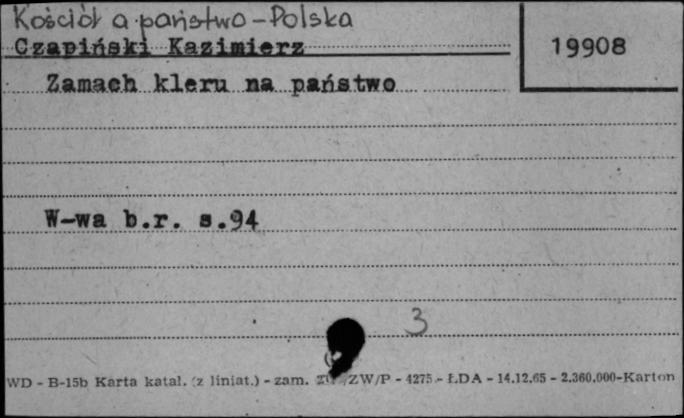 Kościół a państwo - Polska
Czapiński Kazimierz
19908
Zamach kleru na państwo
W-wa b.r. s.94
3
WD - B-15b Karta katal. (z liniat.) - zam. ZW/P - 4275 - ŁDA - 14.12.65 - 2.360.000-Karton